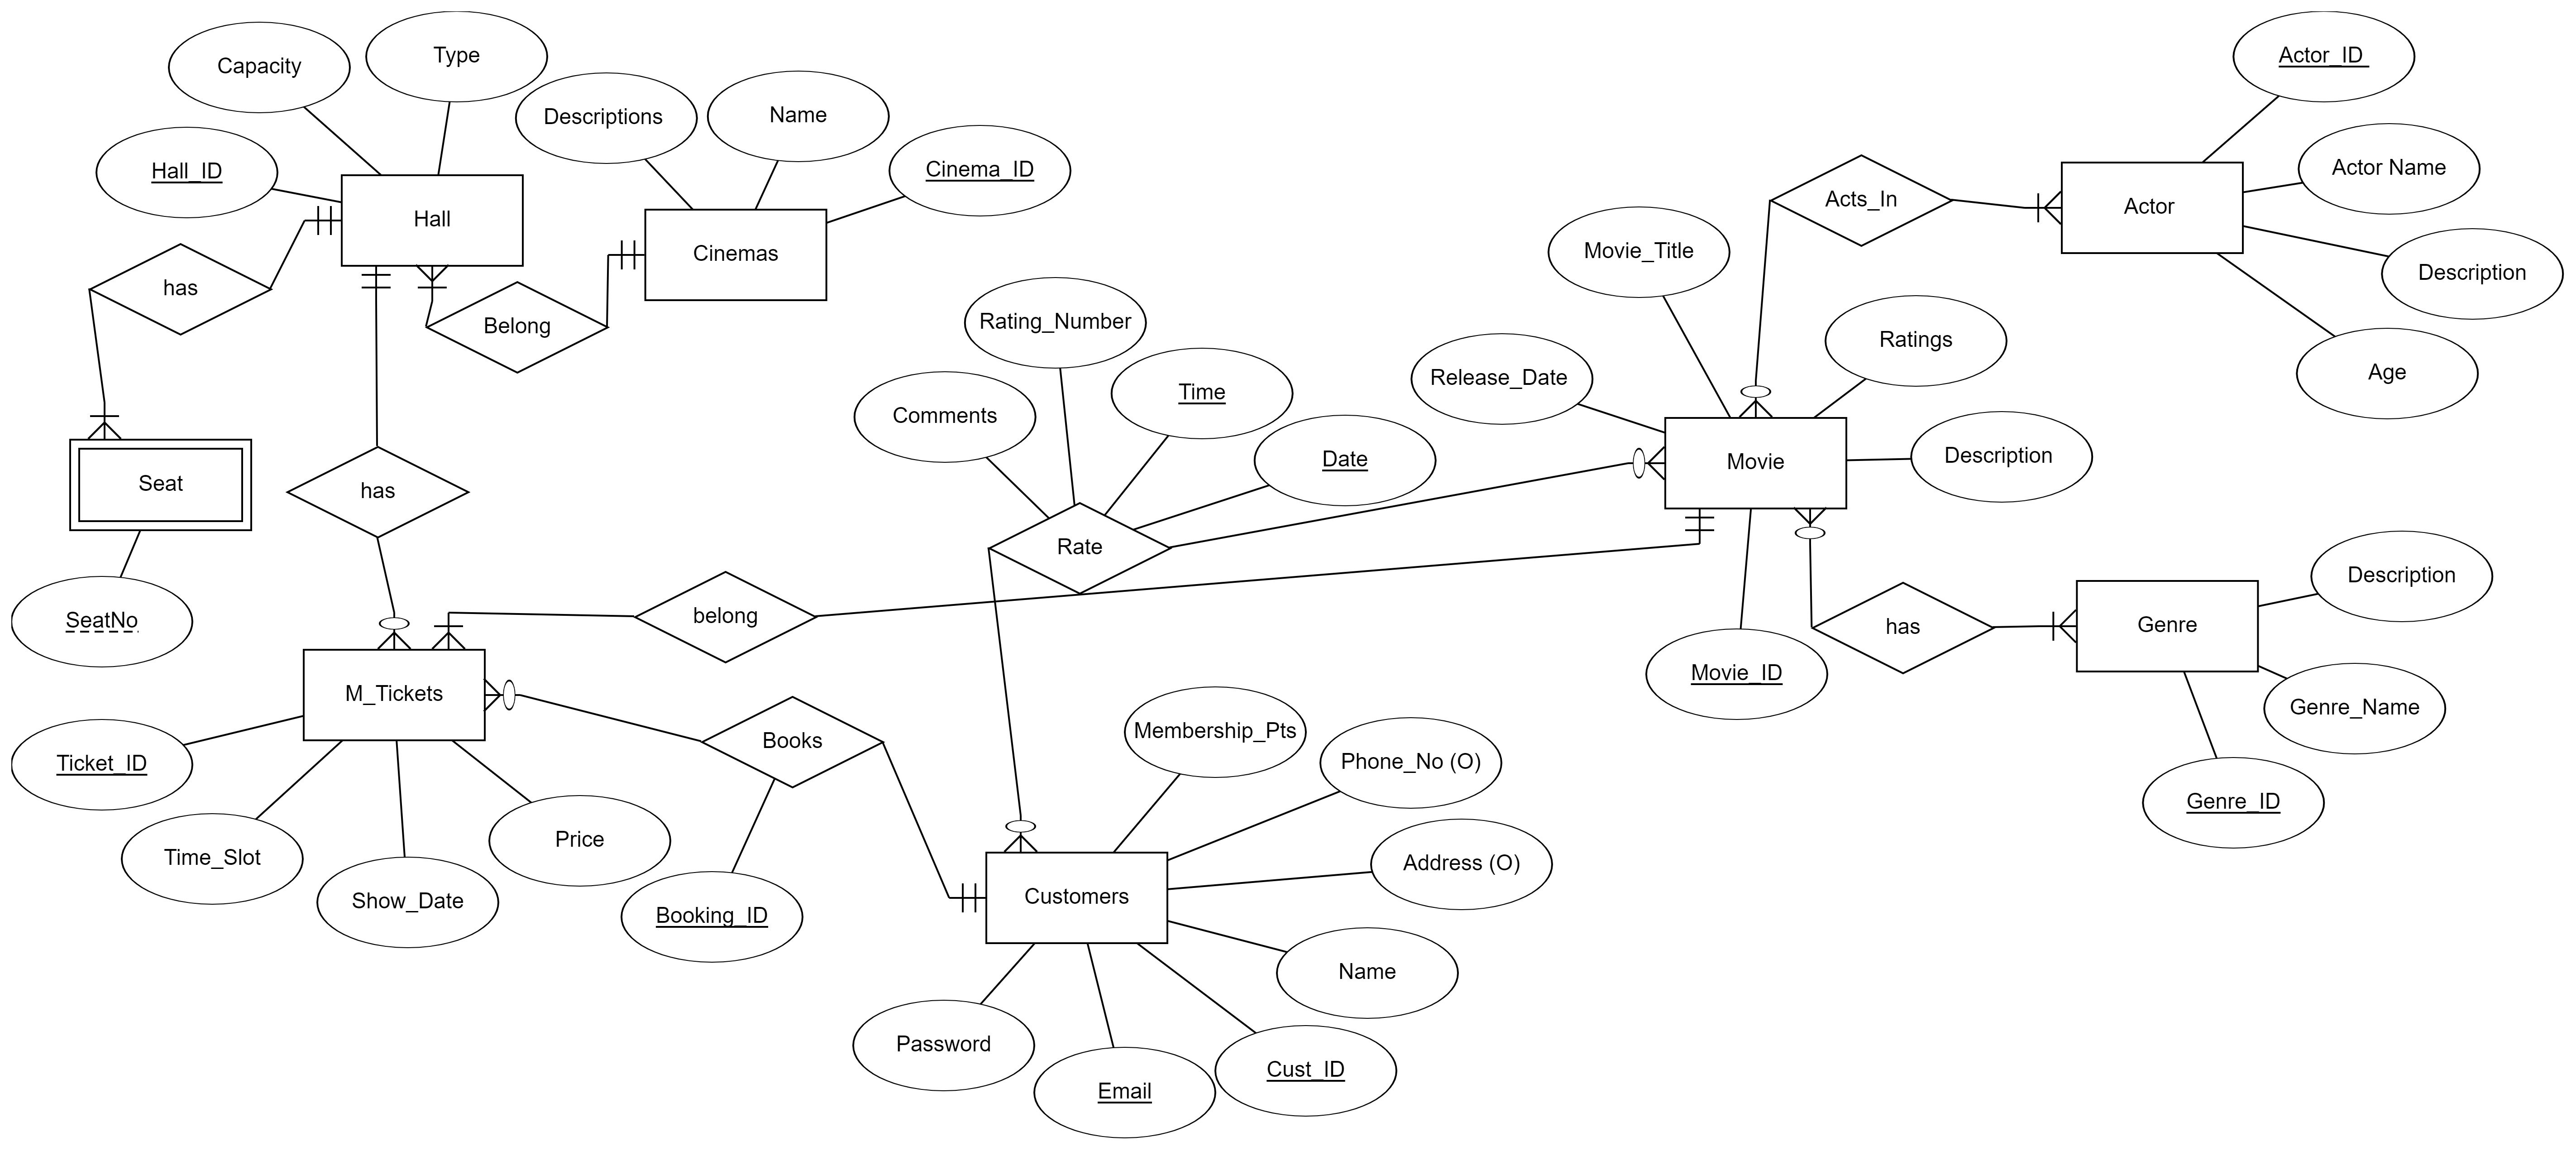 Capacity
Type
Descriptions
Name
Hall_ID
Cinema_ID
Hall
Cinemas
has
Belong
Seat
has
SeatNo
M_Tickets
Ticket_ID
Time_Slot
Show_Date
Price
belong
Books
Booking_ID
Rating_Number
Comments
Time
Date
Rate
Movie_Title
Release_Date
Ratings
Movie
Description
Movie_ID
Acts_In
Actor_ID
Actor Name
Actor
Description
Age
has
Genre
Description
Genre_Name
Genre_ID
Membership_Pts
Phone_No (O)
Address (O)
Customers
Name
Password
Email
Cust_ID